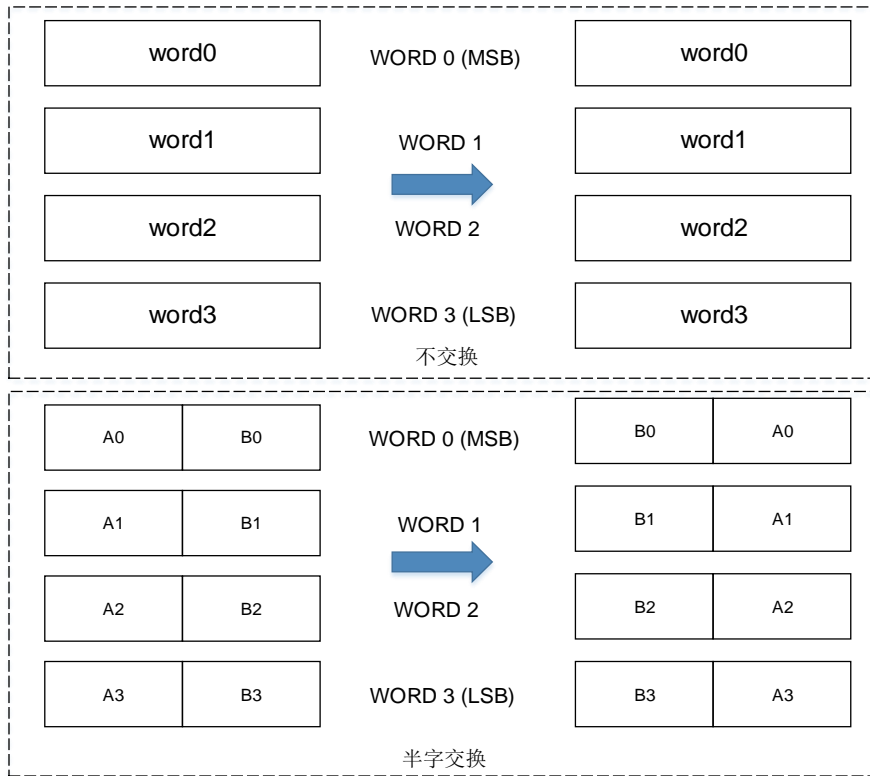 word0 WORD 0 (MSB) word0
word1 WORD 1 word1
word2 WORD 2 word2
word3 WORD 3 (LSB) word3
不交换
A0 B0 WORD 0 (MSB) B0 A0
A1 B1 WORD 1 B1 A1
A2 B2 WORD 2 B2 A2
A3 B3 WORD 3 (LSB) B3 A3
半字交换